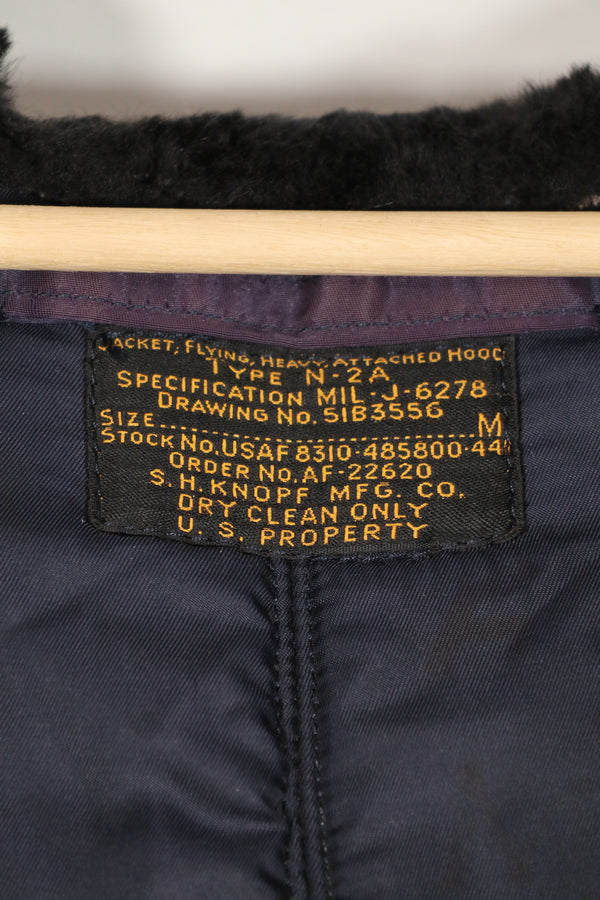 JACKET, FLYING, HEAVY ATTACHED HOOD
TYPE N-2A
SPECIFICATION MIL-J-6278
DRAWING NO. 51B3556
SIZE........................M
STOCK NO. USAF 8310-485800-44
ORDER NO. AF-22620
S.H. KNOPF MFG. CO.
DRY CLEAN ONLY
U.S. PROPERTY